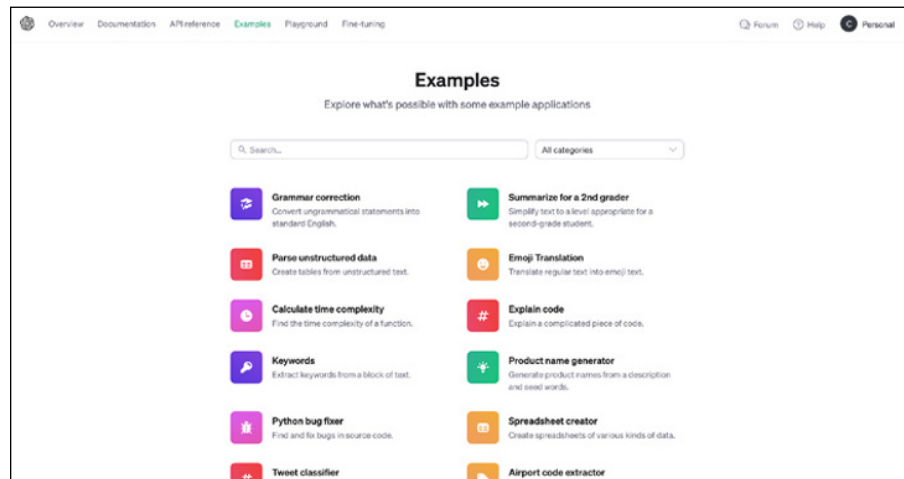 Overview Documentation API reference Examples Playground Fine-tuning Forum Help C Personal
Examples
Explore what's possible with some example applications
Search...
All categories
Grammar correction
Convert ungrammatical statements into
standard English.
Summarize for a 2nd grader
Simplify text to a level appropriate for a
second-grade student.
Parse unstructured data
Create tables from unstructured text.
Emoji Translation
Translate regular text into emoji text.
Calculate time complexity
Find the time complexity of a function.
Explain code
Explain a complicated piece of code.
Keywords
Extract keywords from a block of text.
Product name generator
Generate product names from a description
and seed words.
Python bug fixer
Find and fix bugs in source code.
Spreadsheet creator
Create spreadsheets of various kinds of data.
Tweet classifier
Airport code extractor